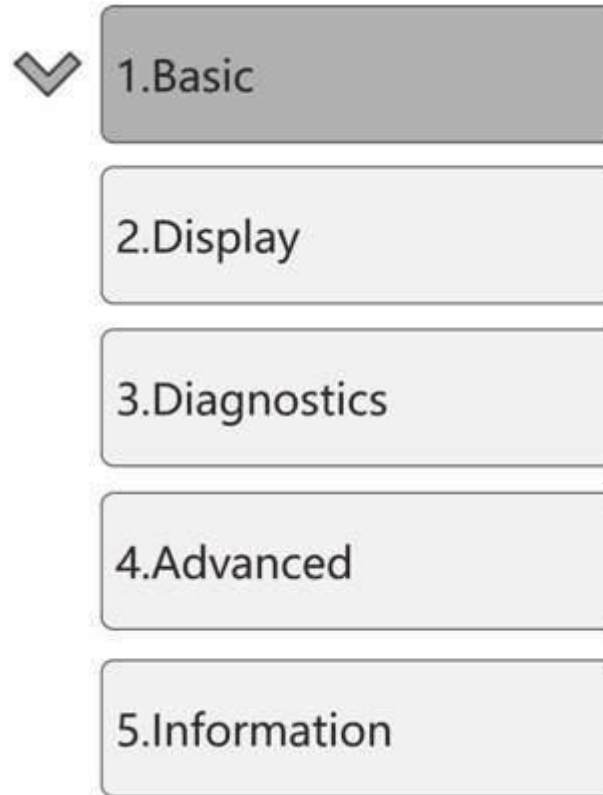 1.Basic
2.Display
3.Diagnostics
4.Advanced
5.Information